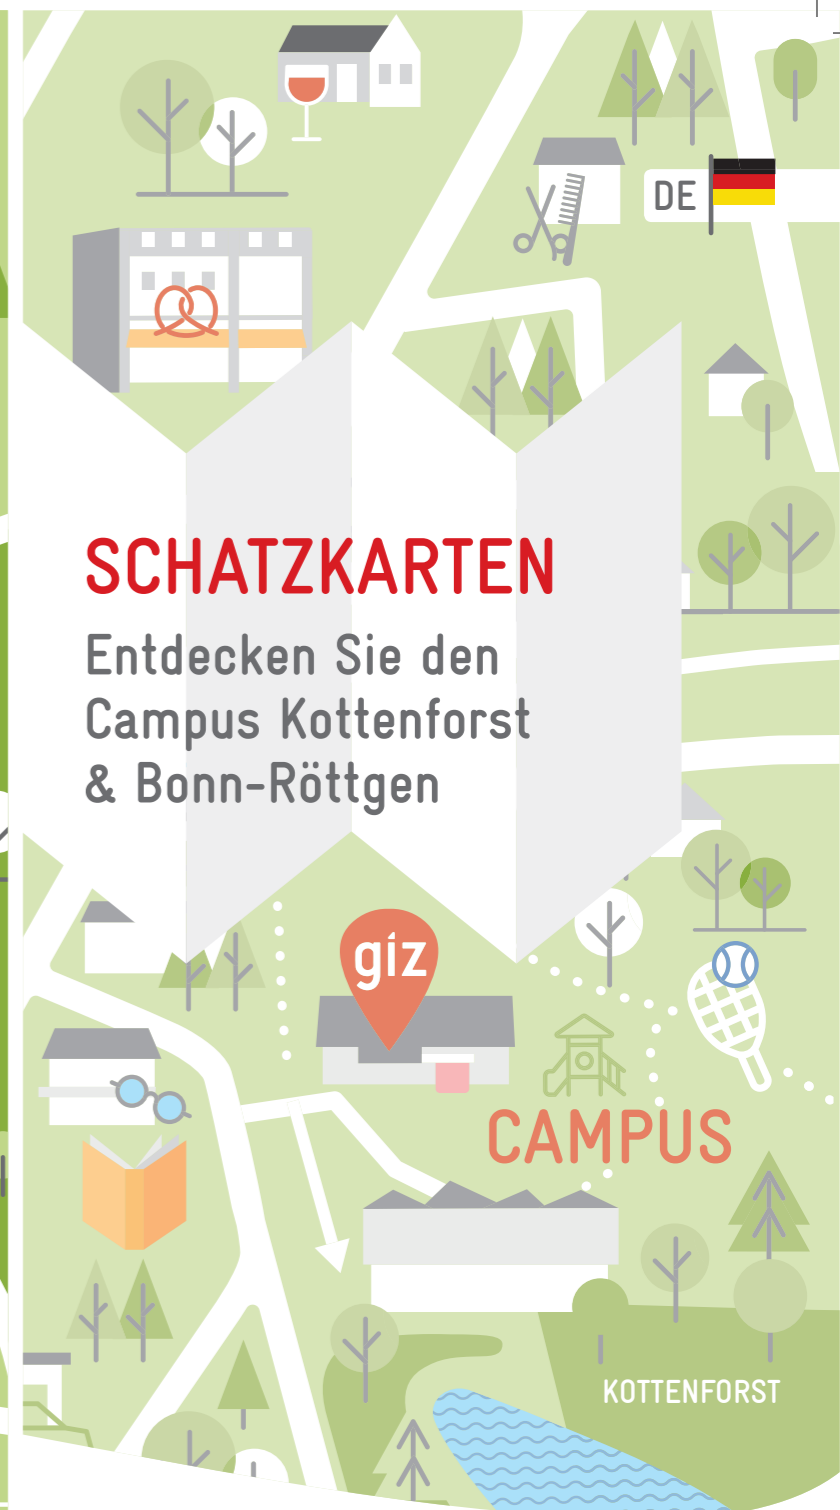 DE
SCHATZKARTEN
Entdecken Sie den
Campus Kottenforst
& Bonn-Röttgen
giz
CAMPUS
KOTTENFORST